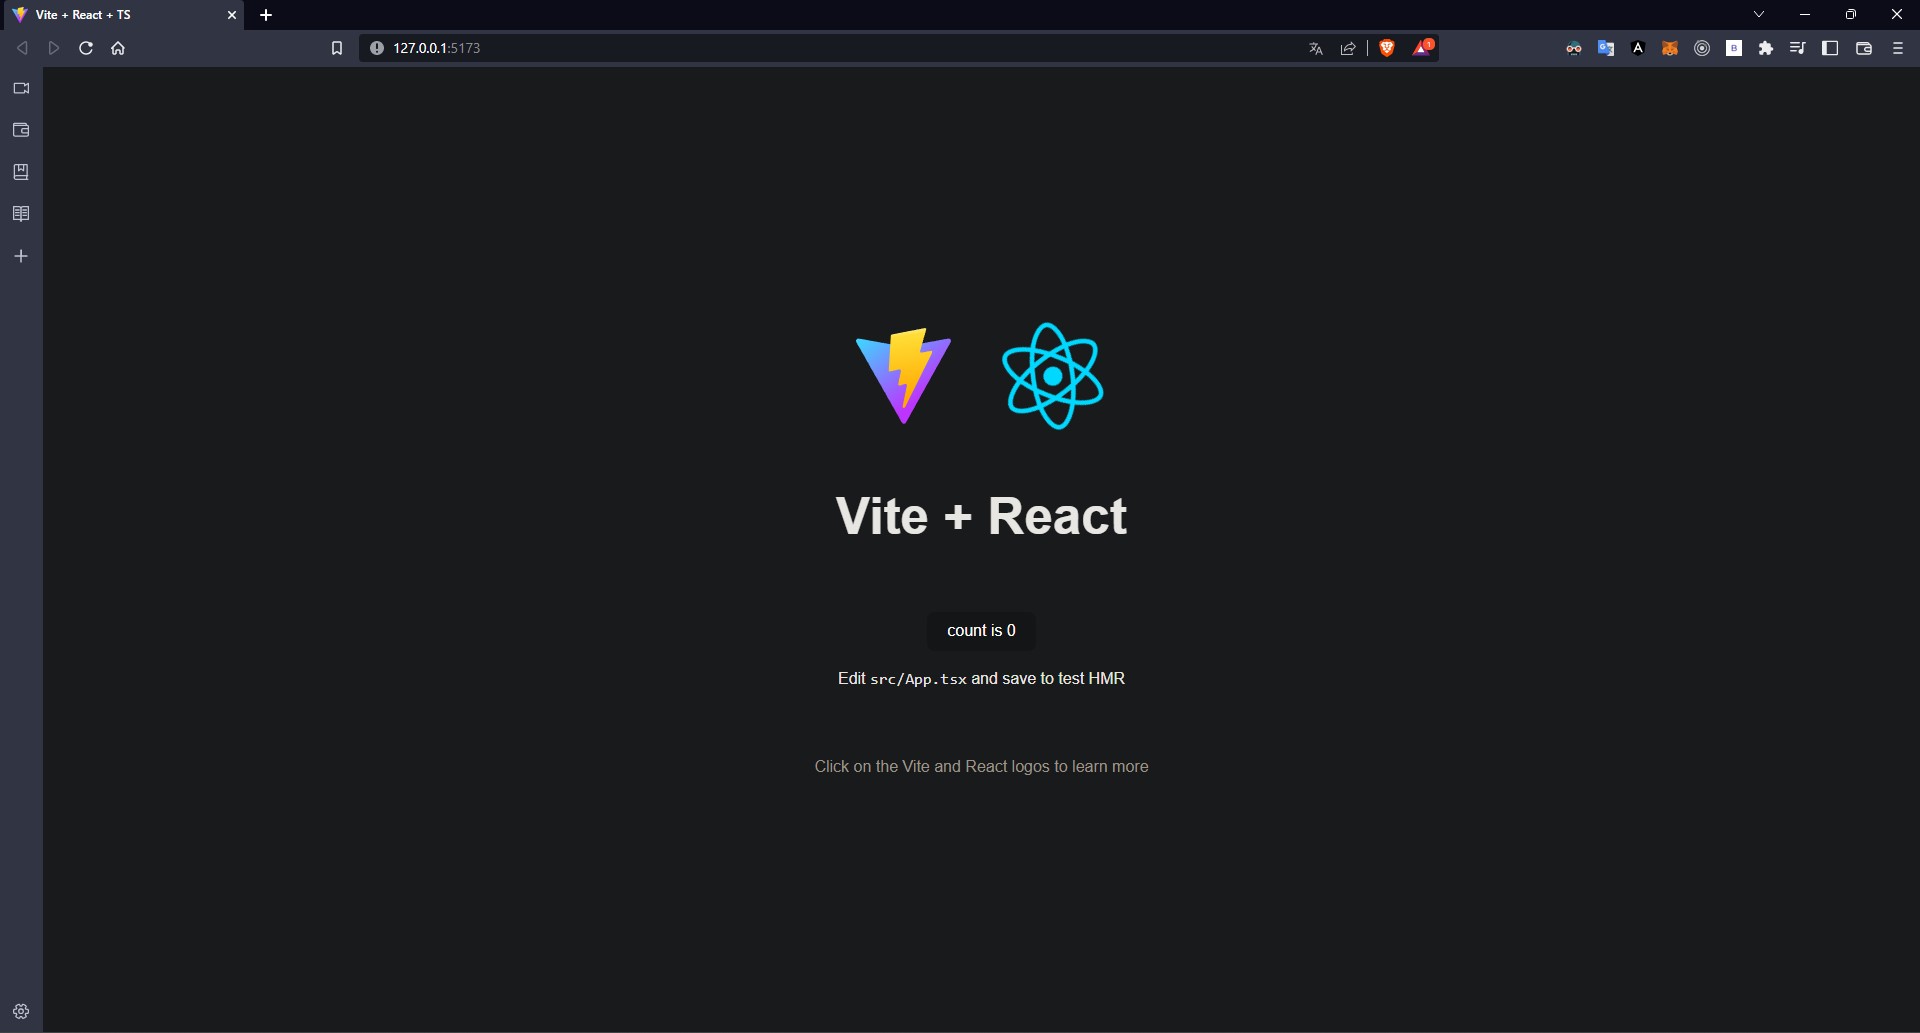 Vite + React + TS
127.0.0.1:5173
1
A
B
Vite + React
count is 0
Edit src/App.tsx and save to test HMR
Click on the Vite and React logos to learn more